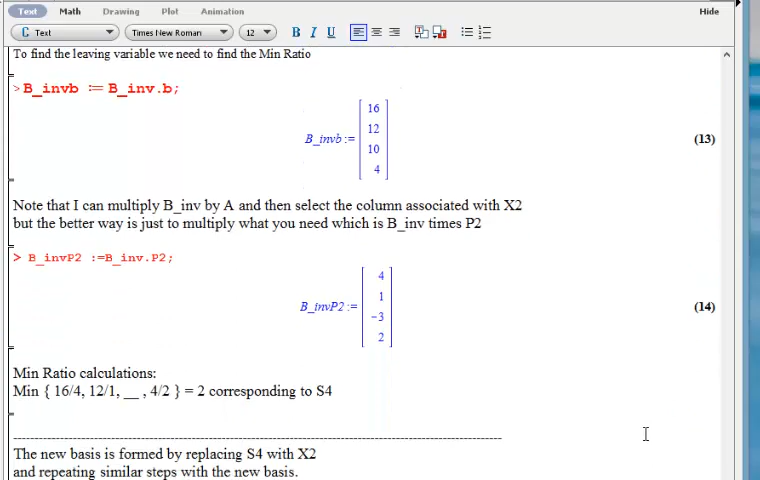 Text Math Drawing Plot Animation Hide
C Text Times New Roman 12 B I U
To find the leaving variable we need to find the Min Ratio
>B_invb := B_inv.b;
B_invb := [16 12 10 4] (13)
Note that I can multiply B_inv by A and then select the column associated with X2
but the better way is just to multiply what you need which is B_inv times P2
> B_invP2 :=B_inv.P2;
B_invP2 := [4 1 -3 2] (14)
Min Ratio calculations:
Min { 16/4, 12/1, __ , 4/2 } = 2 corresponding to S4
--------------------------------------------------------------------------------
The new basis is formed by replacing S4 with X2
and repeating similar steps with the new basis.